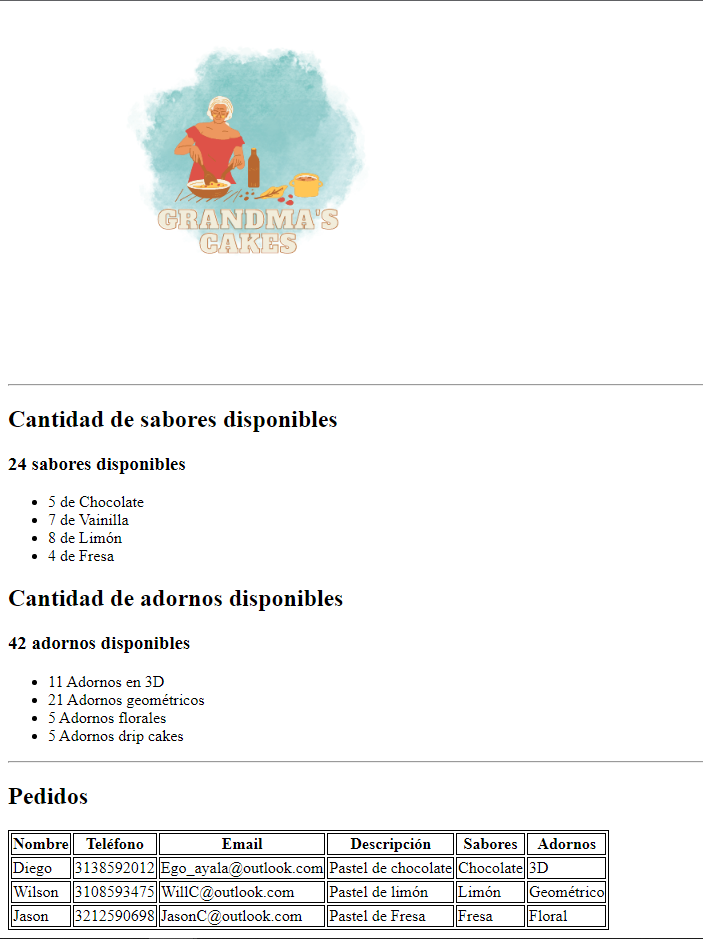 GRANDMA'S
CAKES
Cantidad de sabores disponibles
24 sabores disponibles
5 de Chocolate
7 de Vainilla
8 de Limón
4 de Fresa
Cantidad de adornos disponibles
42 adornos disponibles
11 Adornos en 3D
21 Adornos geométricos
5 Adornos florales
5 Adornos drip cakes
Pedidos
Nombre Teléfono Email Descripción Sabores Adornos
Diego 3138592012 Ego_ayala@outlook.com Pastel de chocolate Chocolate 3D
Wilson 3108593475 WillC@outlook.com Pastel de limón Limón Geométrico
Jason 3212590698 JasonC@outlook.com Pastel de Fresa Fresa Floral